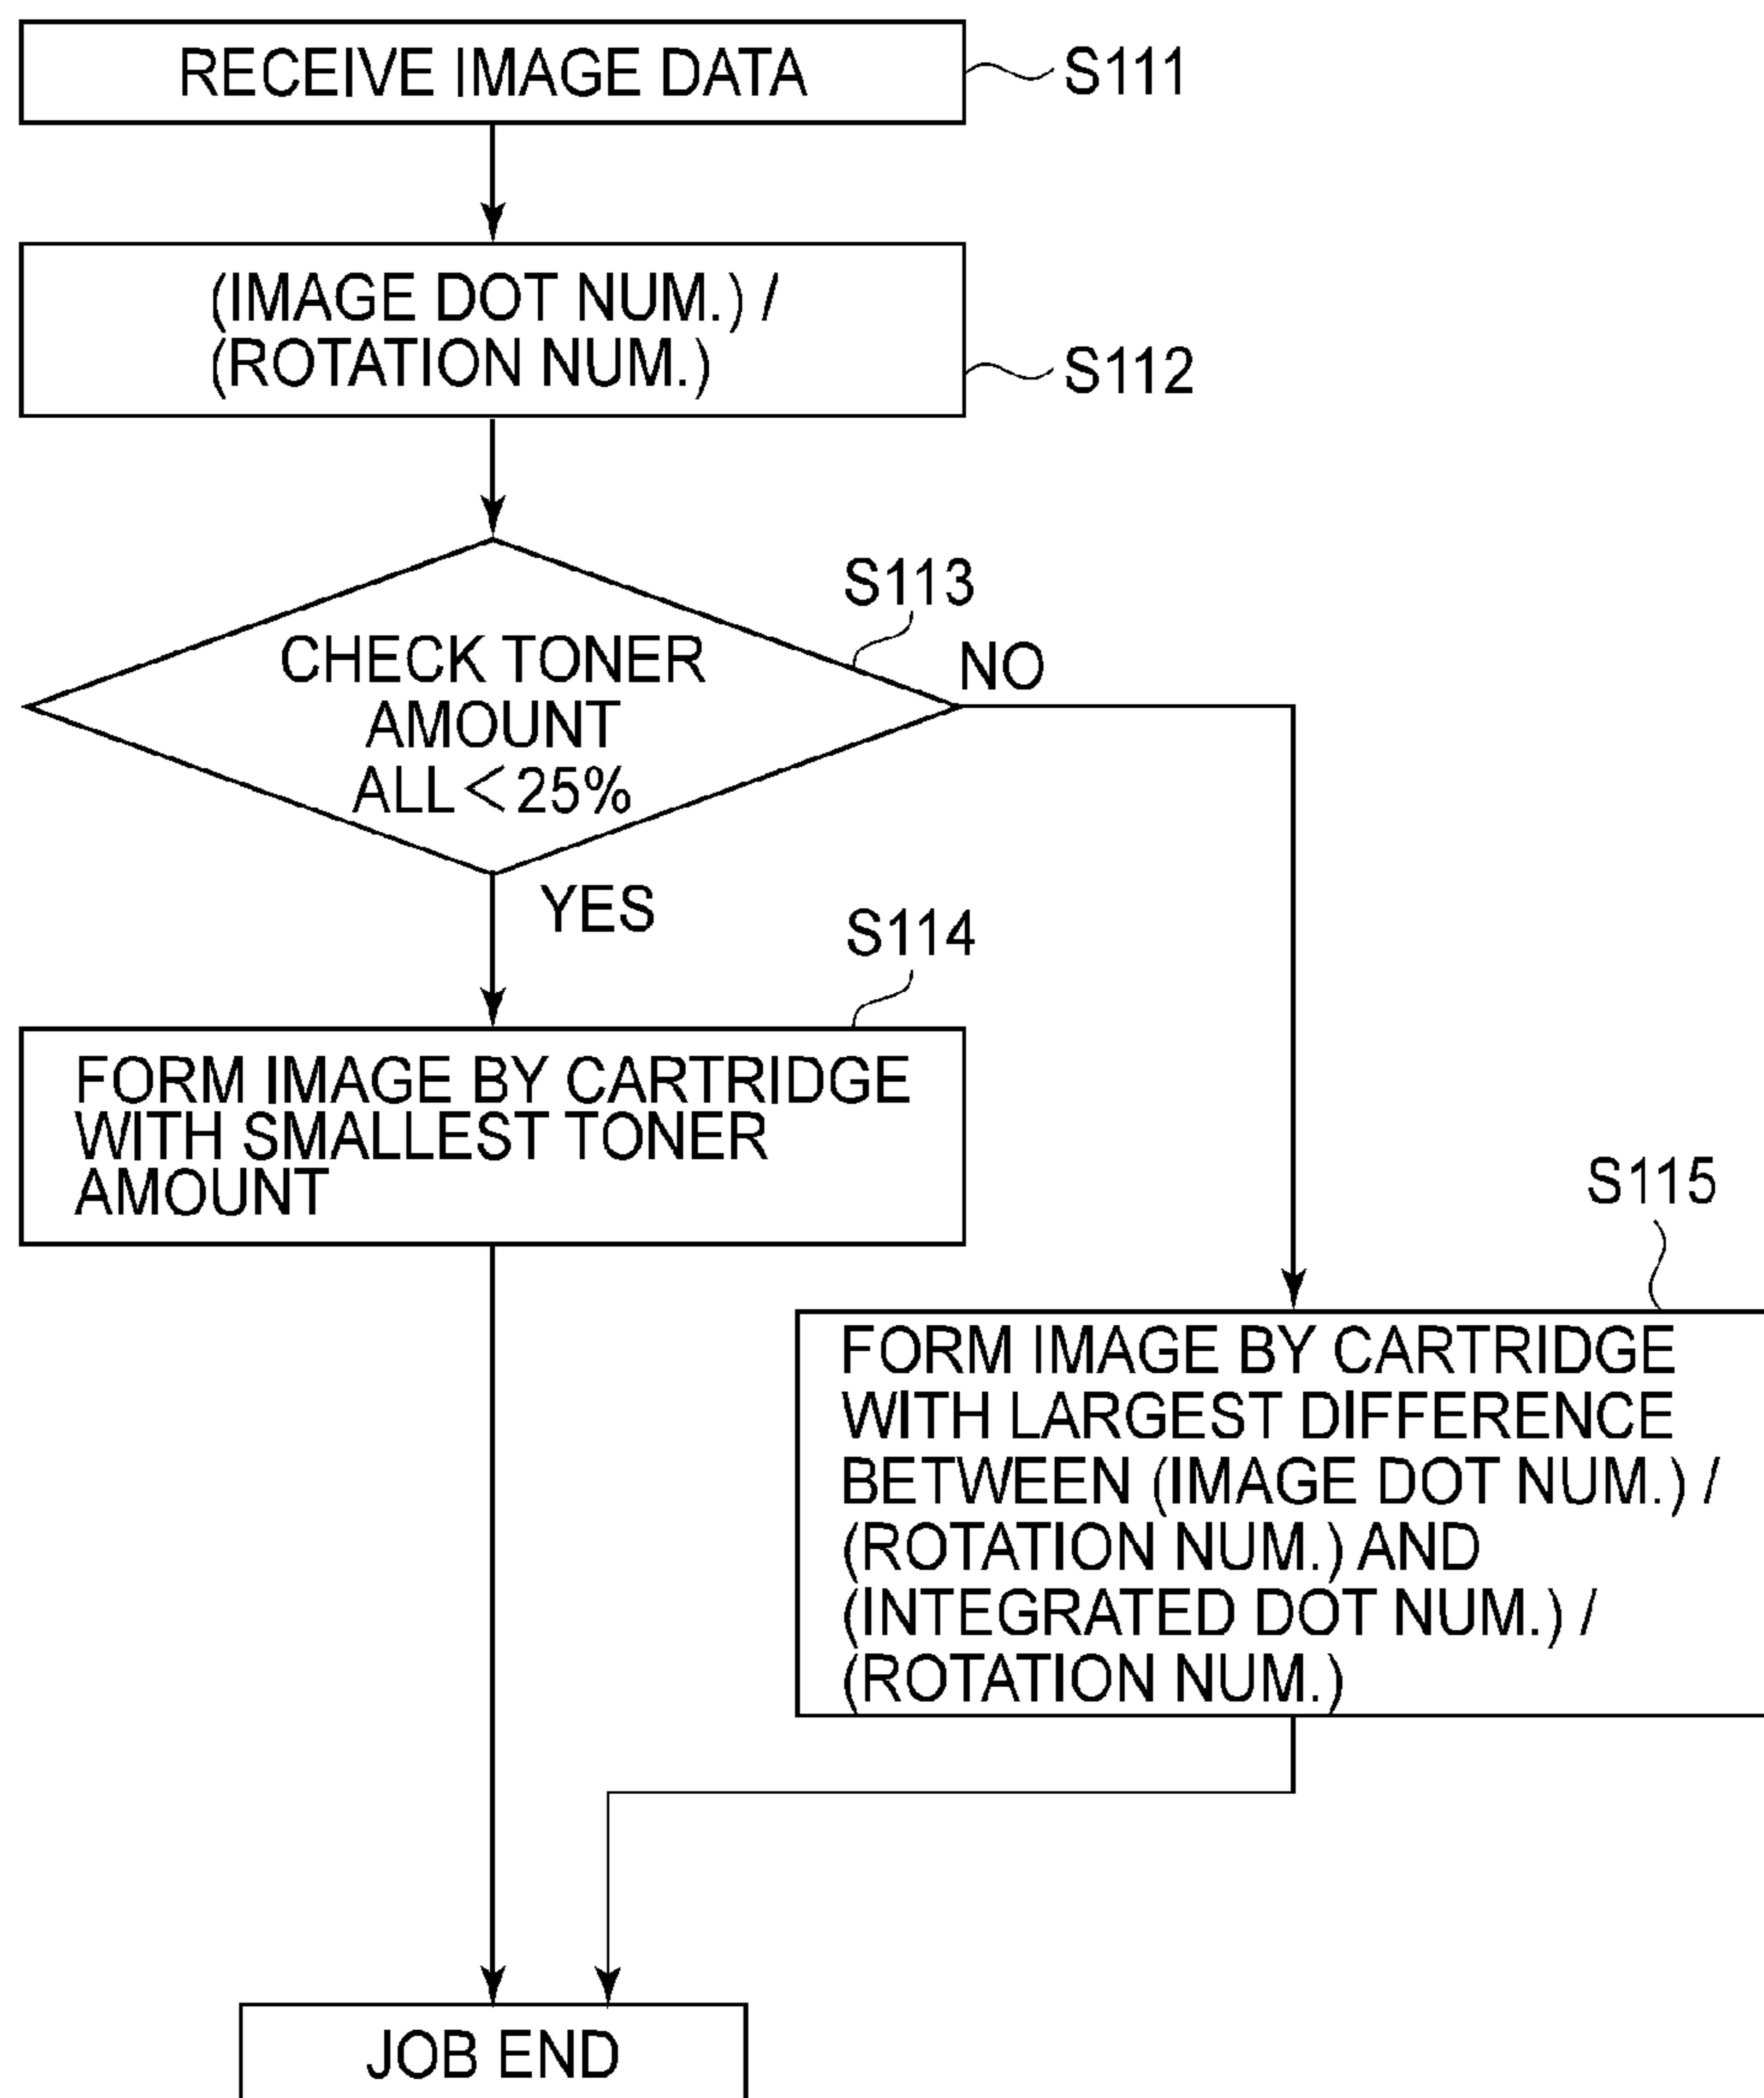 RECEIVE IMAGE DATA
S111
(IMAGE DOT NUM.) /
(ROTATION NUM.)
S112
S113
CHECK TONER
AMOUNT
ALL<25%
NO
YES
S114
FORM IMAGE BY CARTRIDGE
WITH SMALLEST TONER
AMOUNT
S115
FORM IMAGE BY CARTRIDGE
WITH LARGEST DIFFERENCE
BETWEEN (IMAGE DOT NUM.) /
(ROTATION NUM.) AND
(INTEGRATED DOT NUM.) /
(ROTATION NUM.)
JOB END